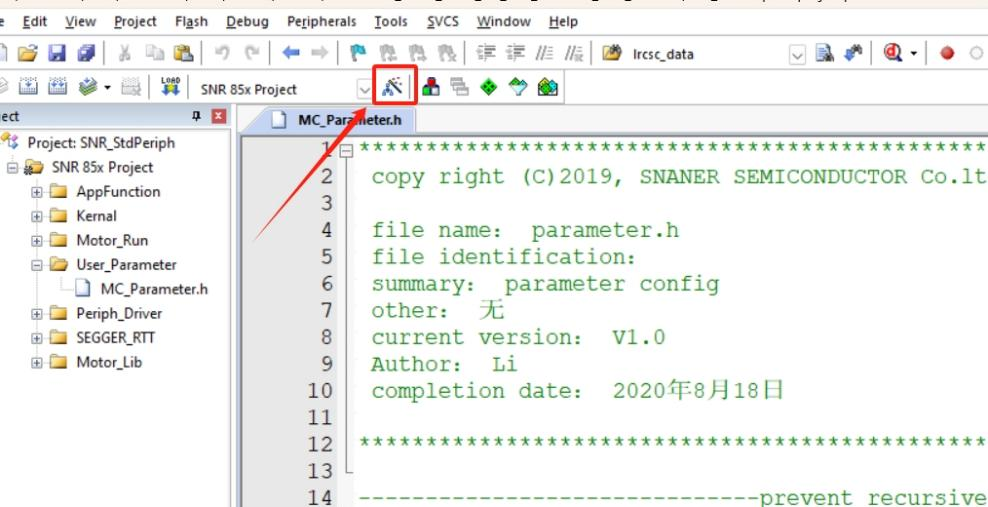 Edit View Project Flash Debug Peripherals Tools SVCS Window Help
lrcsc_data
LOAD SNR 85x Project
MC_Parameter.h
Project: SNR_StdPeriph
SNR 85x Project
AppFunction
Kernal
Motor_Run
User_Parameter
MC_Parameter.h
Periph_Driver
SEGGER_RTT
Motor_Lib
1 ***********************************************
2 copy right (C)2019, SNANER SEMICONDUCTOR Co.lt
3
4 file name: parameter.h
5 file identification:
6 summary: parameter config
7 other: 无
8 current version: V1.0
9 Author: Li
10 completion date: 2020年8月18日
11
12 ***********************************************
13
14 ------------------------------prevent recursive